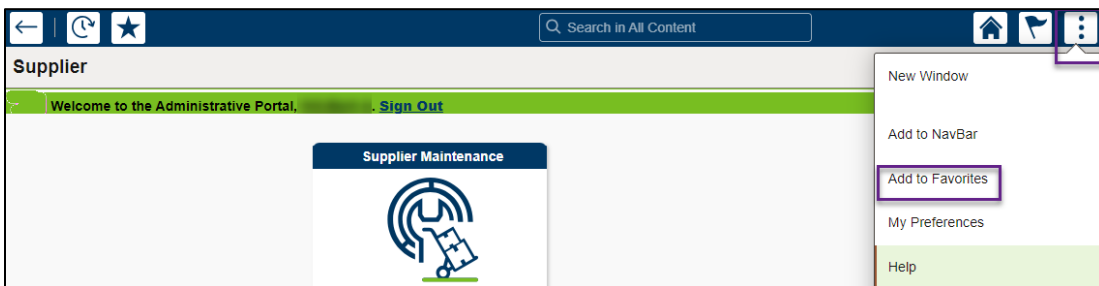 Search in All Content
Supplier
New Window
Welcome to the Administrative Portal, . Sign Out
Add to NavBar
Supplier Maintenance
Add to Favorites
My Preferences
Help